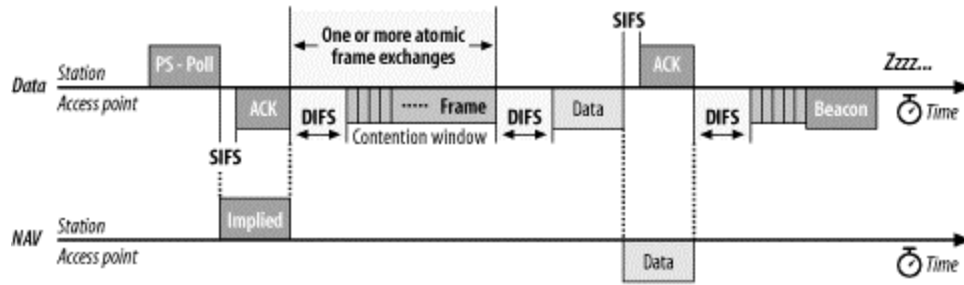 SIFS
One or more atomic
frame exchanges
PS - Poll
ACK
Zzzz...
Station
Data
Access point
ACK
DIFS
Frame
DIFS
Data
DIFS
Beacon
Time
Contention window
SIFS
Implied
Station
NAV
Access point
Data
Time